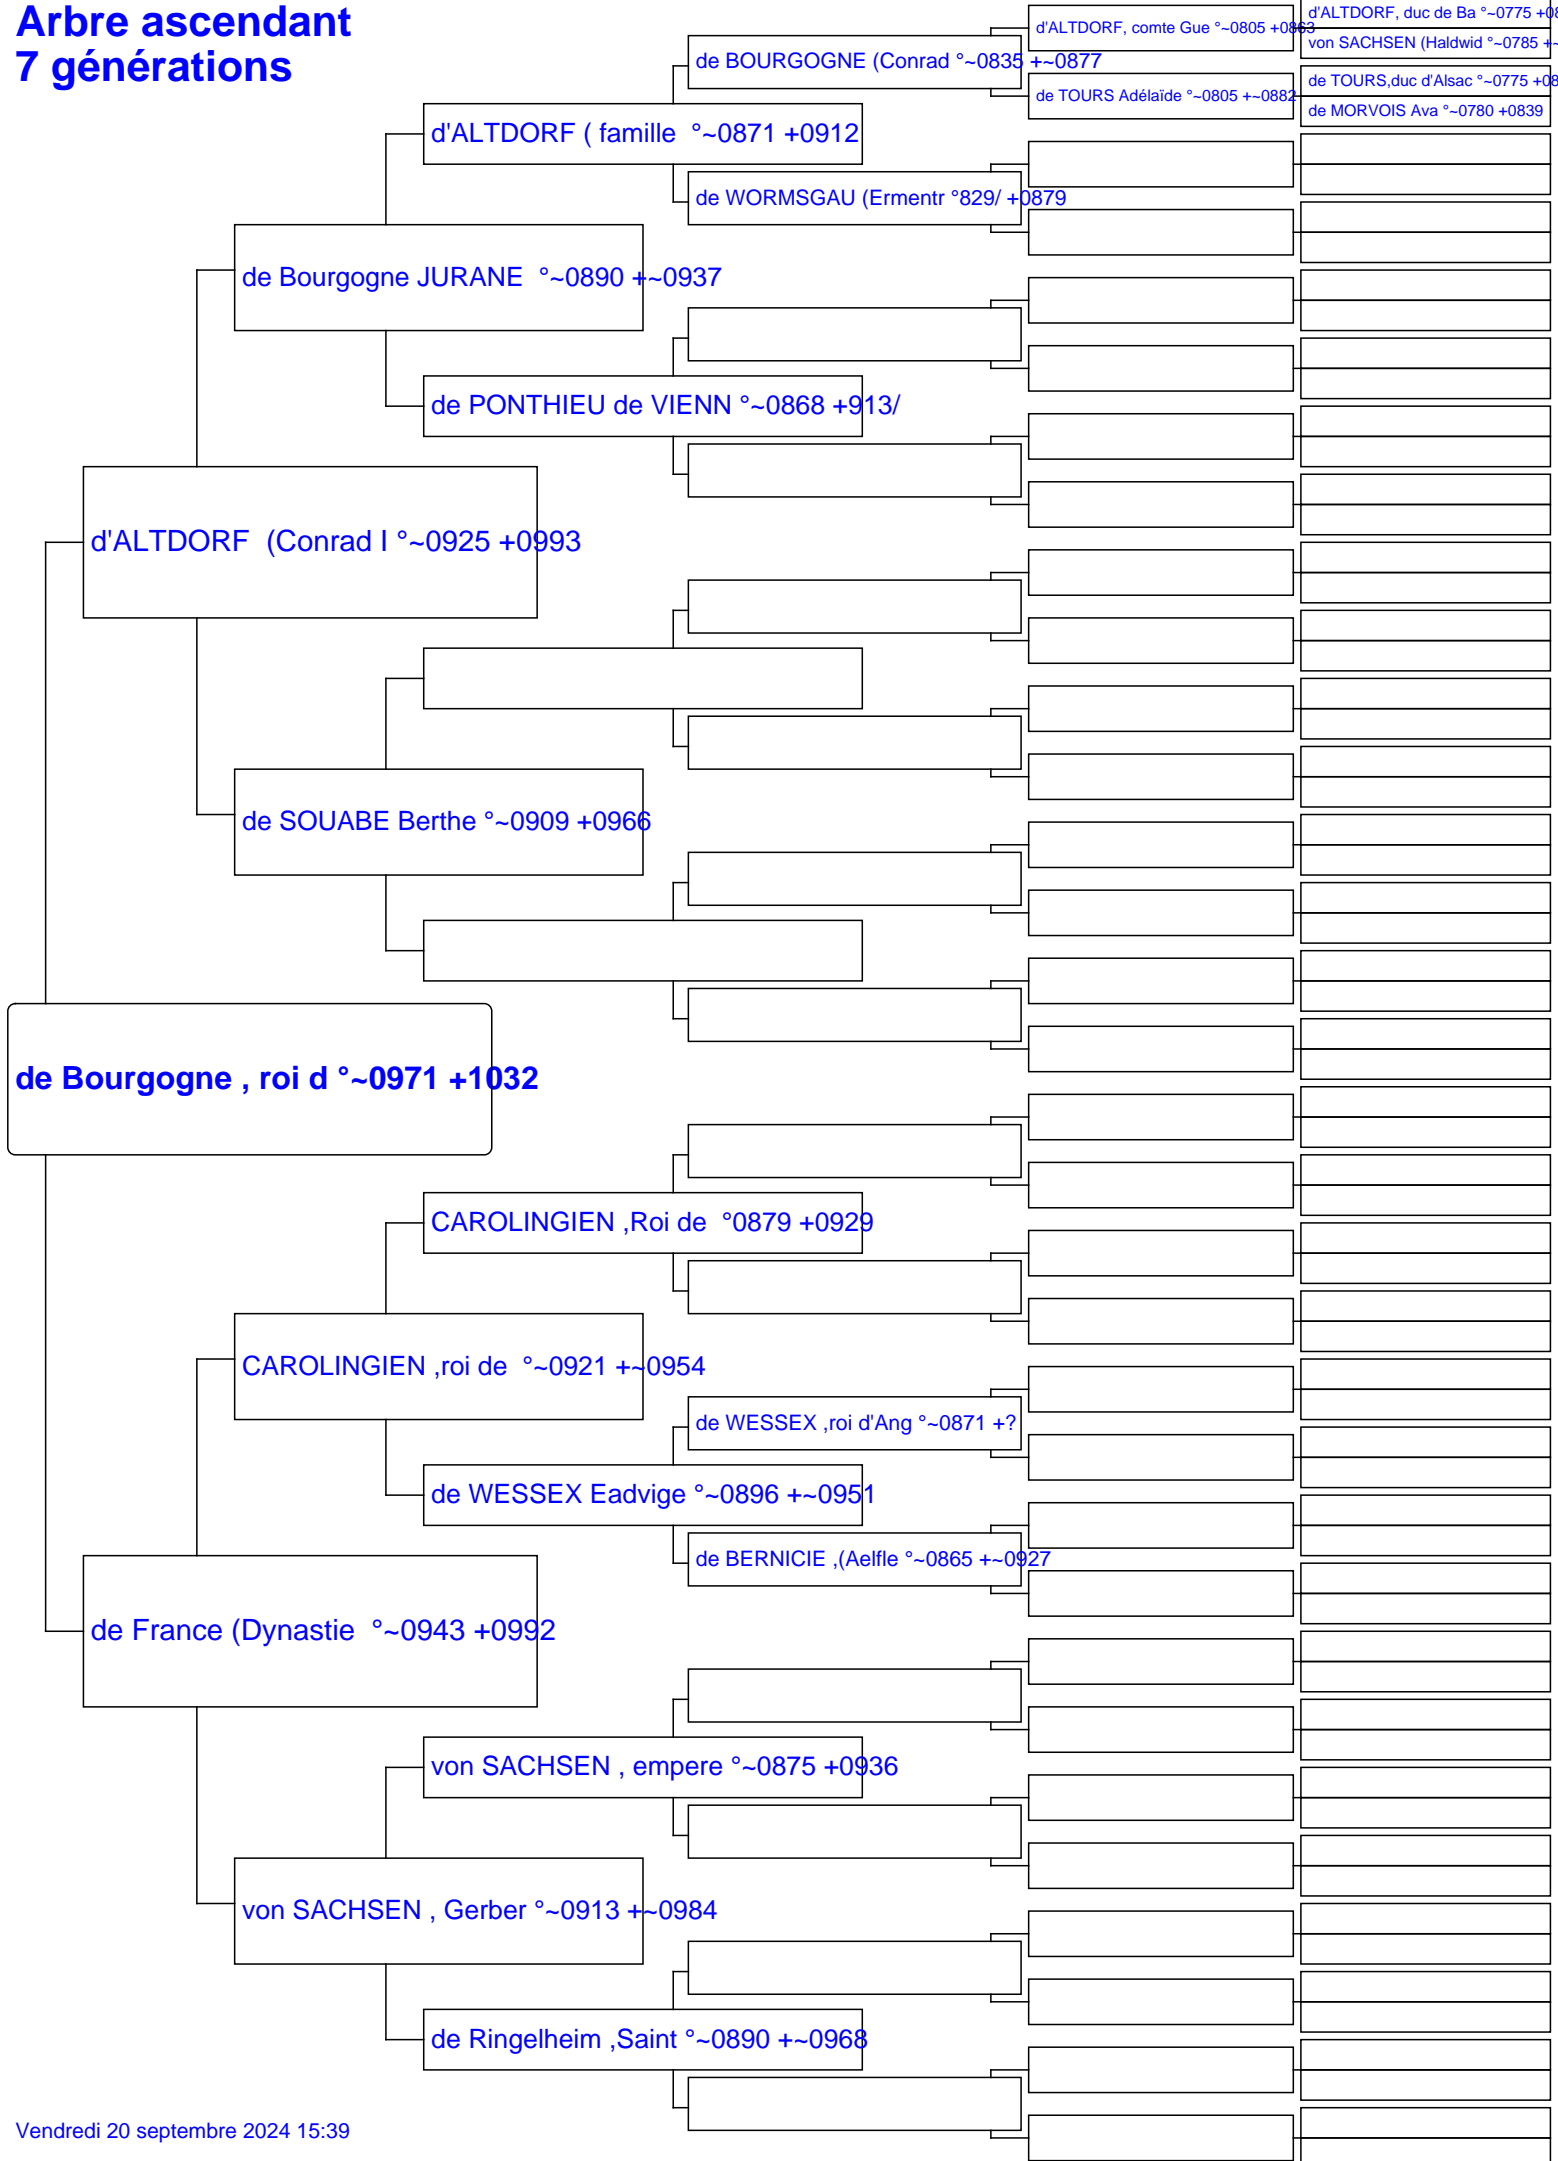 Arbre ascendant
7 générations
d'ALTDORF, duc de Ba °~0775 +08
d'ALTDORF, comte Gue °~0805 +0863
von SACHSEN (Haldwid °~0785 +~
de BOURGOGNE (Conrad °~0835 +~0877
de TOURS,duc d'Alsac °~0775 +08
de TOURS Adélaïde °~0805 +~0882
de MORVOIS Ava °~0780 +0839
d'ALTDORF ( famille °~0871 +0912
de WORMSGAU (Ermentr °829/ +0879
de Bourgogne JURANE °~0890 +~0937
de PONTHIEU de VIENN °~0868 +913/
d'ALTDORF (Conrad I °~0925 +0993
de SOUABE Berthe °~0909 +0966
de Bourgogne , roi d °~0971 +1032
CAROLINGIEN ,Roi de °0879 +0929
CAROLINGIEN ,roi de °~0921 +~0954
de WESSEX ,roi d'Ang °~0871 +?
de WESSEX Eadvige °~0896 +~0951
de BERNICIE ,(Aelfle °~0865 +~0927
de France (Dynastie °~0943 +0992
von SACHSEN , empere °~0875 +0936
von SACHSEN , Gerber °~0913 +~0984
de Ringelheim ,Saint °~0890 +~0968
Vendredi 20 septembre 2024 15:39